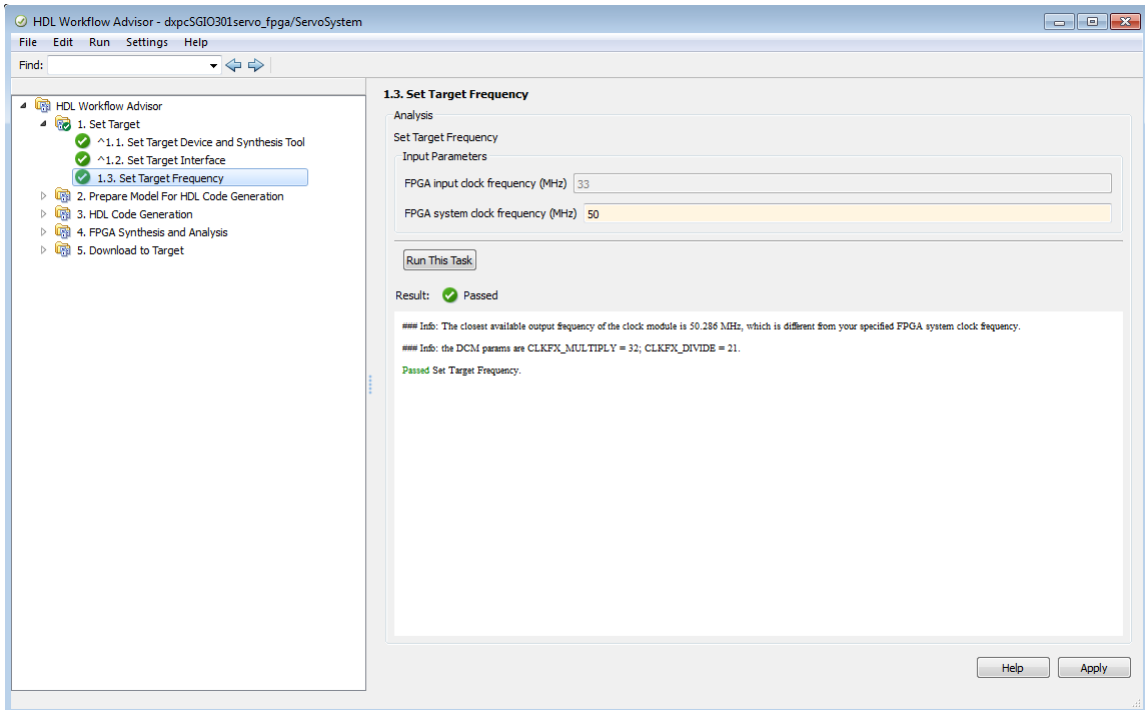 HDL Workflow Advisor - dxpcSGIO301servo_fpga/ServoSystem
File Edit Run Settings Help
Find:
HDL Workflow Advisor
1. Set Target
^1.1. Set Target Device and Synthesis Tool
^1.2. Set Target Interface
1.3. Set Target Frequency
2. Prepare Model For HDL Code Generation
3. HDL Code Generation
4. FPGA Synthesis and Analysis
5. Download to Target
1.3. Set Target Frequency
Analysis
Set Target Frequency
Input Parameters
FPGA input clock frequency (MHz) 33
FPGA system clock frequency (MHz) 50
Run This Task
Result: Passed
### Info: The closest available output frequency of the clock module is 50.286 MHz, which is different from your specified FPGA system clock frequency.
### Info: the DCM params are CLKFX_MULTIPLY = 32; CLKFX_DIVIDE = 21.
Passed Set Target Frequency.
Help Apply